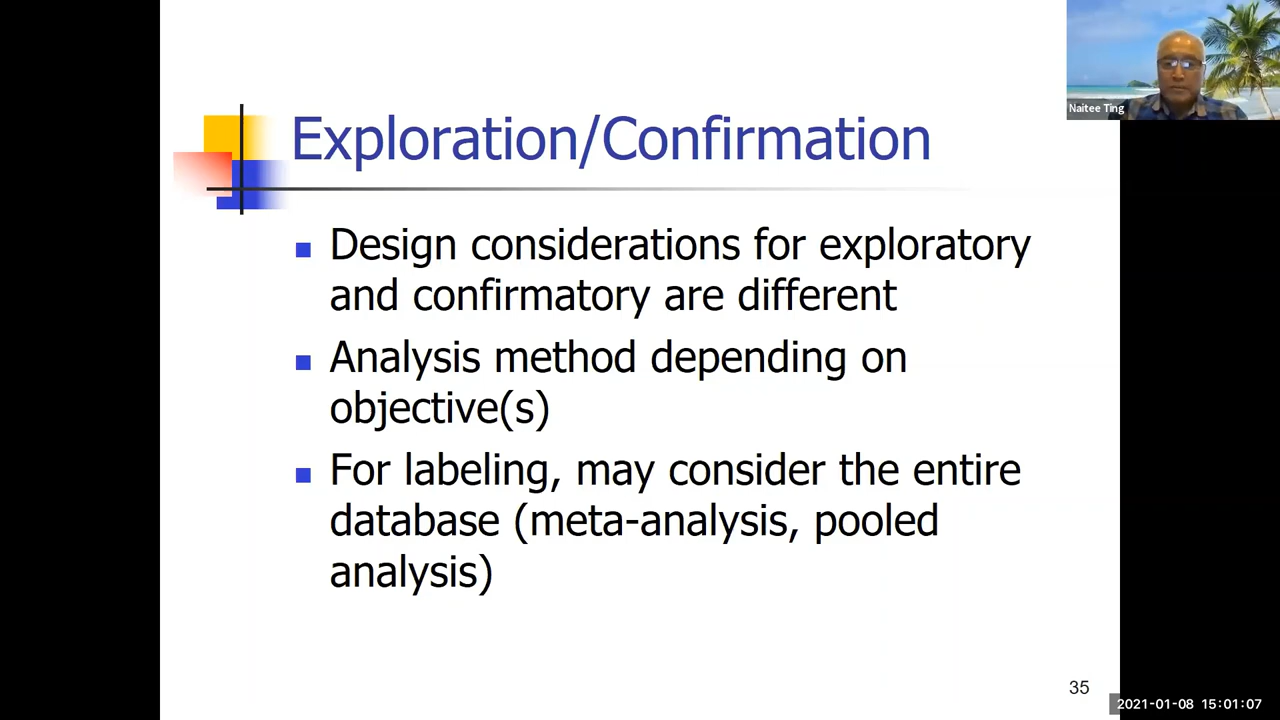 Naitee Ting
Exploration/Confirmation
Design considerations for exploratory
and confirmatory are different
Analysis method depending on
objective(s)
For labeling, may consider the entire
database (meta-analysis, pooled
analysis)
35
2021-01-08 15:01:07